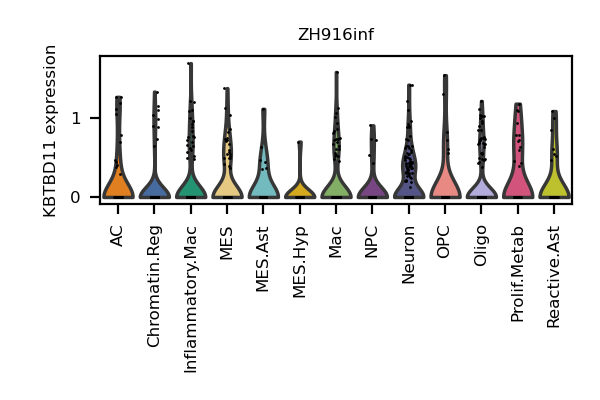 ZH916inf
KBTBD11 expression
1
0
AC
Chromatin.Reg
Inflammatory.Mac
MES
MES.Ast
MES.Hyp
Mac
NPC
Neuron
OPC
Oligo
Prolif.Metab
Reactive.Ast